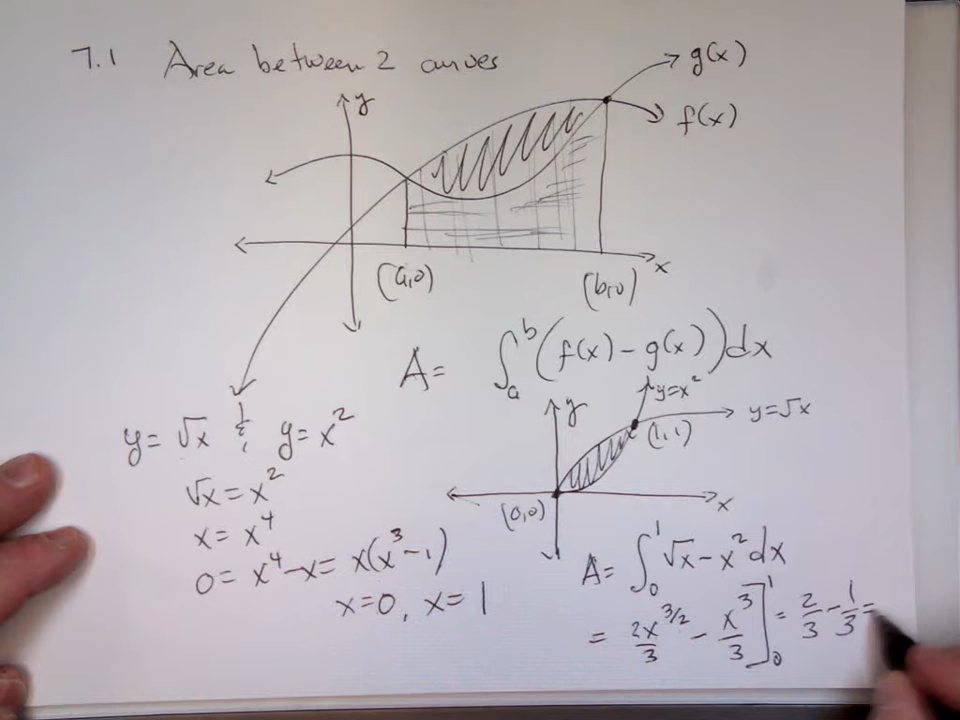 7.1 Area between 2 curves
g(x)
f(x)
y
x
(a,0)
(b,0)
A = ∫_a^b (f(x) - g(x)) dx
y = √x & y = x²
√x = x²
x = x⁴
0 = x⁴ - x = x(x³ - 1)
x = 0, x = 1
y
y = x²
y = √x
(1,1)
x
(0,0)
A = ∫_0^1 √x - x² dx
= 2x^{3/2}/3 - x³/3 ]_0^1 = 2/3 - 1/3 =